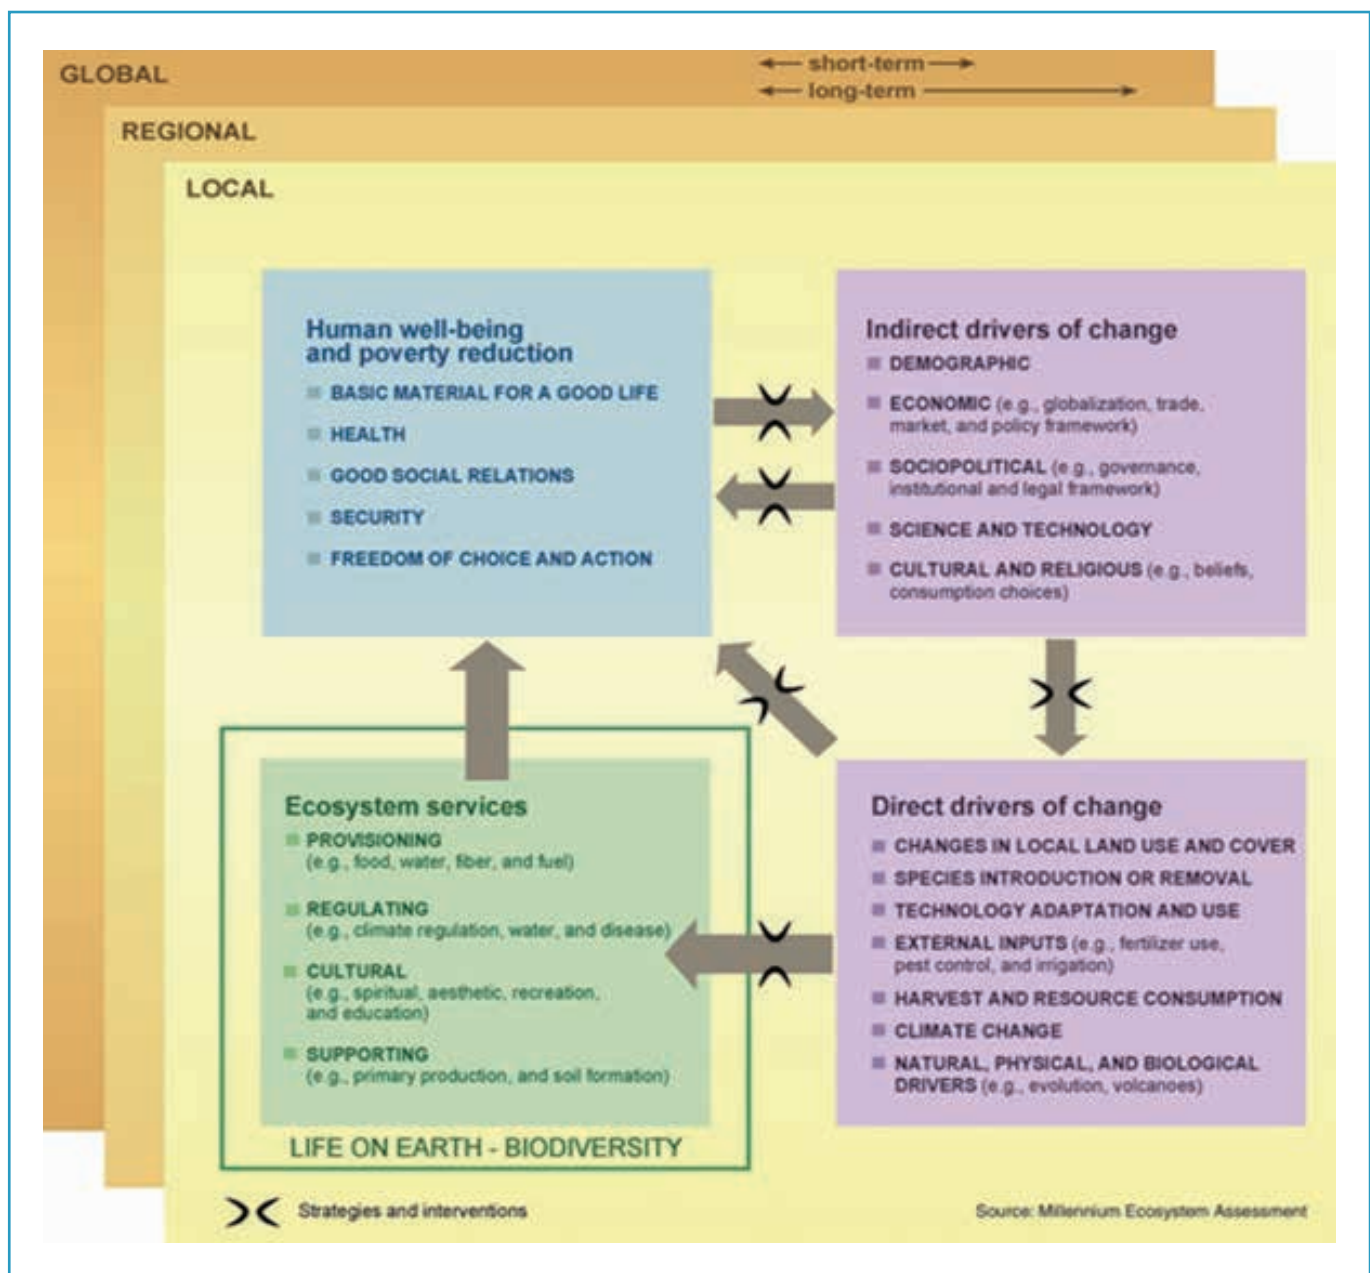 GLOBAL
short-term
long-term
REGIONAL
LOCAL
Human well-being
and poverty reduction
BASIC MATERIAL FOR A GOOD LIFE
HEALTH
GOOD SOCIAL RELATIONS
SECURITY
FREEDOM OF CHOICE AND ACTION
Indirect drivers of change
DEMOGRAPHIC
ECONOMIC (e.g., globalization, trade,
market, and policy framework)
SOCIOPOLITICAL (e.g., governance,
institutional and legal framework)
SCIENCE AND TECHNOLOGY
CULTURAL AND RELIGIOUS (e.g., beliefs,
consumption choices)
Ecosystem services
PROVISIONING
(e.g., food, water, fiber, and fuel)
REGULATING
(e.g., climate regulation, water, and disease)
CULTURAL
(e.g., spiritual, aesthetic, recreation,
and education)
SUPPORTING
(e.g., primary production, and soil formation)
LIFE ON EARTH - BIODIVERSITY
Direct drivers of change
CHANGES IN LOCAL LAND USE AND COVER
SPECIES INTRODUCTION OR REMOVAL
TECHNOLOGY ADAPTATION AND USE
EXTERNAL INPUTS (e.g., fertilizer use,
pest control, and irrigation)
HARVEST AND RESOURCE CONSUMPTION
CLIMATE CHANGE
NATURAL, PHYSICAL, AND BIOLOGICAL
DRIVERS (e.g., evolution, volcanoes)
Strategies and interventions
Source: Millennium Ecosystem Assessment